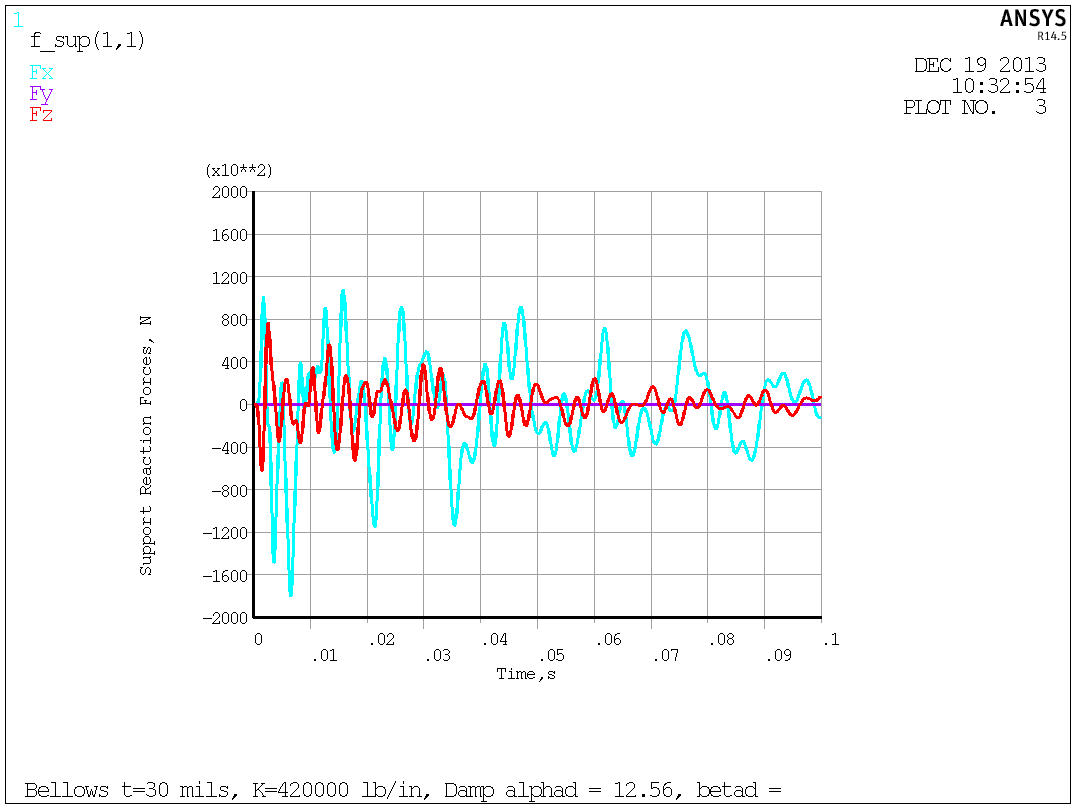 1
ANSYS
R14.5
f_sup(1,1)
Fx
Fy
Fz
DEC 19 2013
10:32:54
PLOT NO. 3
(x10**2)
2000
1600
1200
800
400
0
-400
-800
-1200
-1600
-2000
Support Reaction Forces, N
0 .02 .04 .06 .08 .1
.01 .03 .05 .07 .09
Time,s
Bellows t=30 mils, K=420000 lb/in, Damp alphad = 12.56, betad =